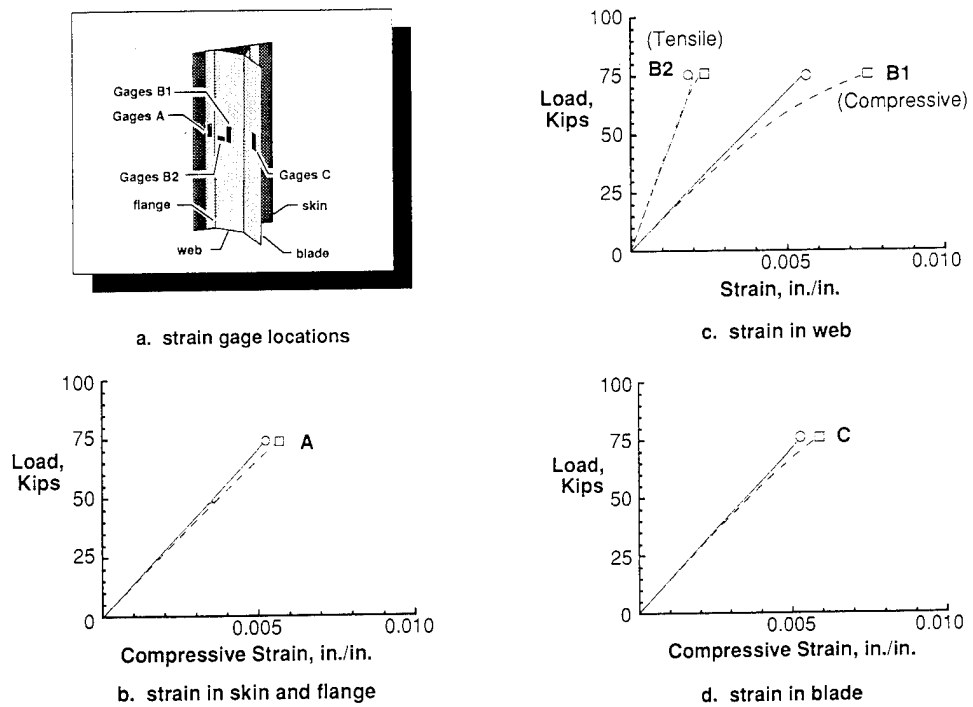 Gages B1
Gages A
Gages B2
Gages C
flange
skin
web
blade
a. strain gage locations
100
75
50
25
0
Load,
Kips
(Tensile)
B2
B1
(Compressive)
0.005
0.010
Strain, in./in.
c. strain in web
100
75
50
25
0
Load,
Kips
A
0.005
0.010
Compressive Strain, in./in.
b. strain in skin and flange
100
75
50
25
0
Load,
Kips
C
0.005
0.010
Compressive Strain, in./in.
d. strain in blade